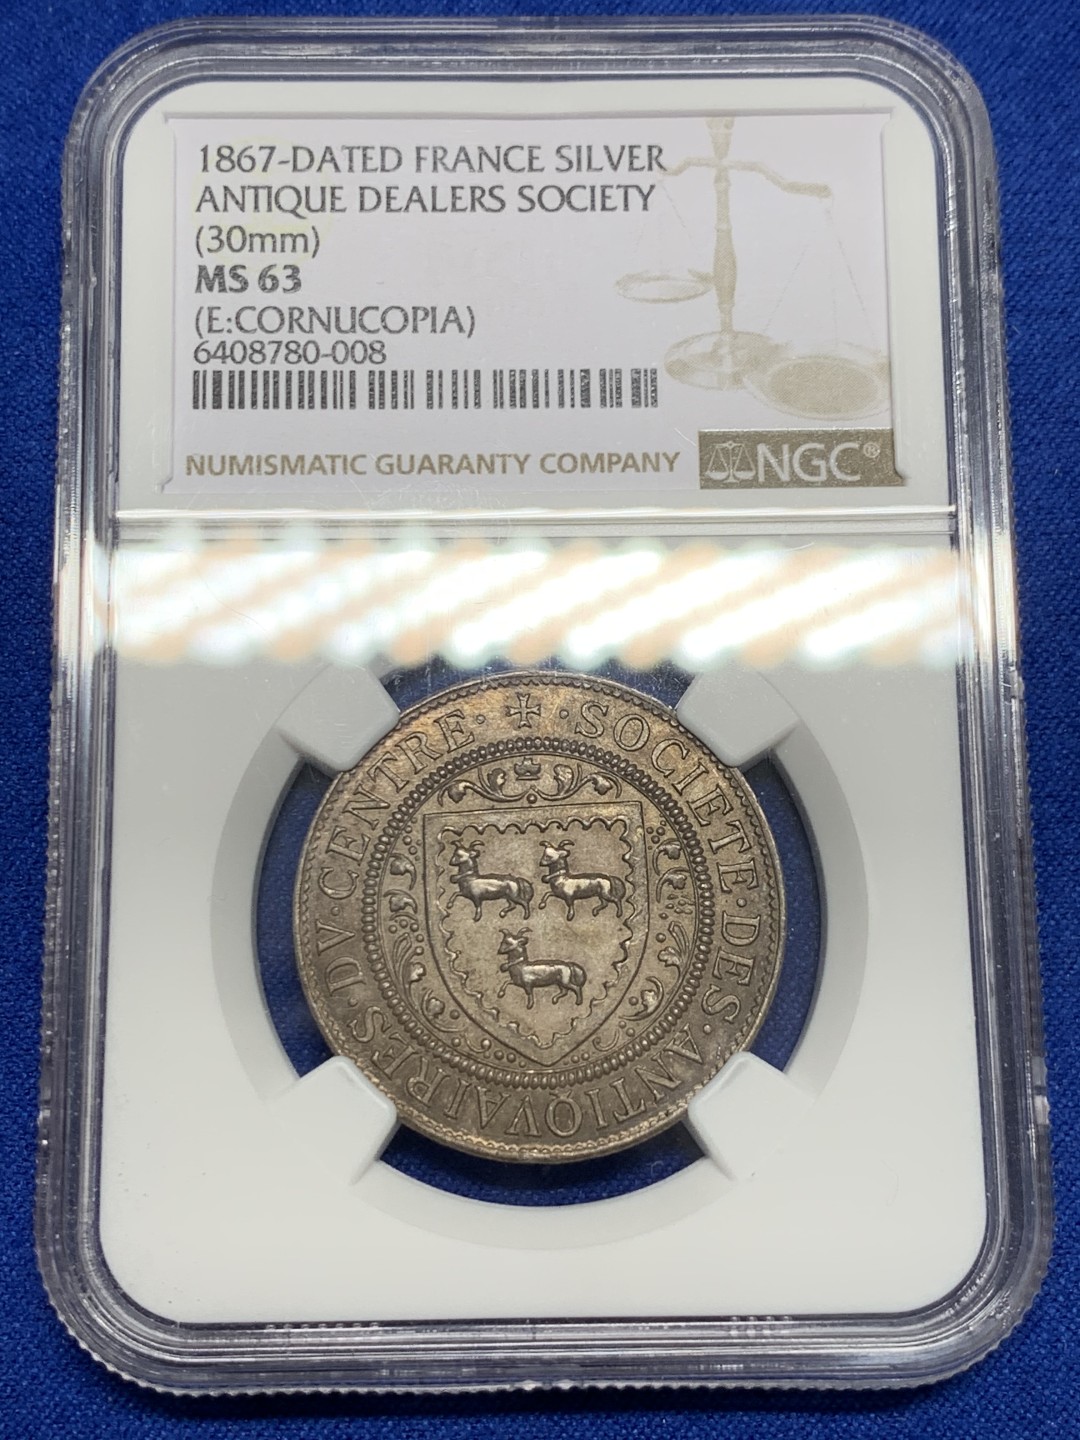 1867-DATED FRANCE SILVER
ANTIQUE DEALERS SOCIETY
(30mm)
MS 63
(E:CORNUCOPIA)
6408780-008
NUMISMATIC GUARANTY COMPANY
NGC®
✠ · SOCIETE · DES · ANTIQVAIRES · DV · CENTRE ·